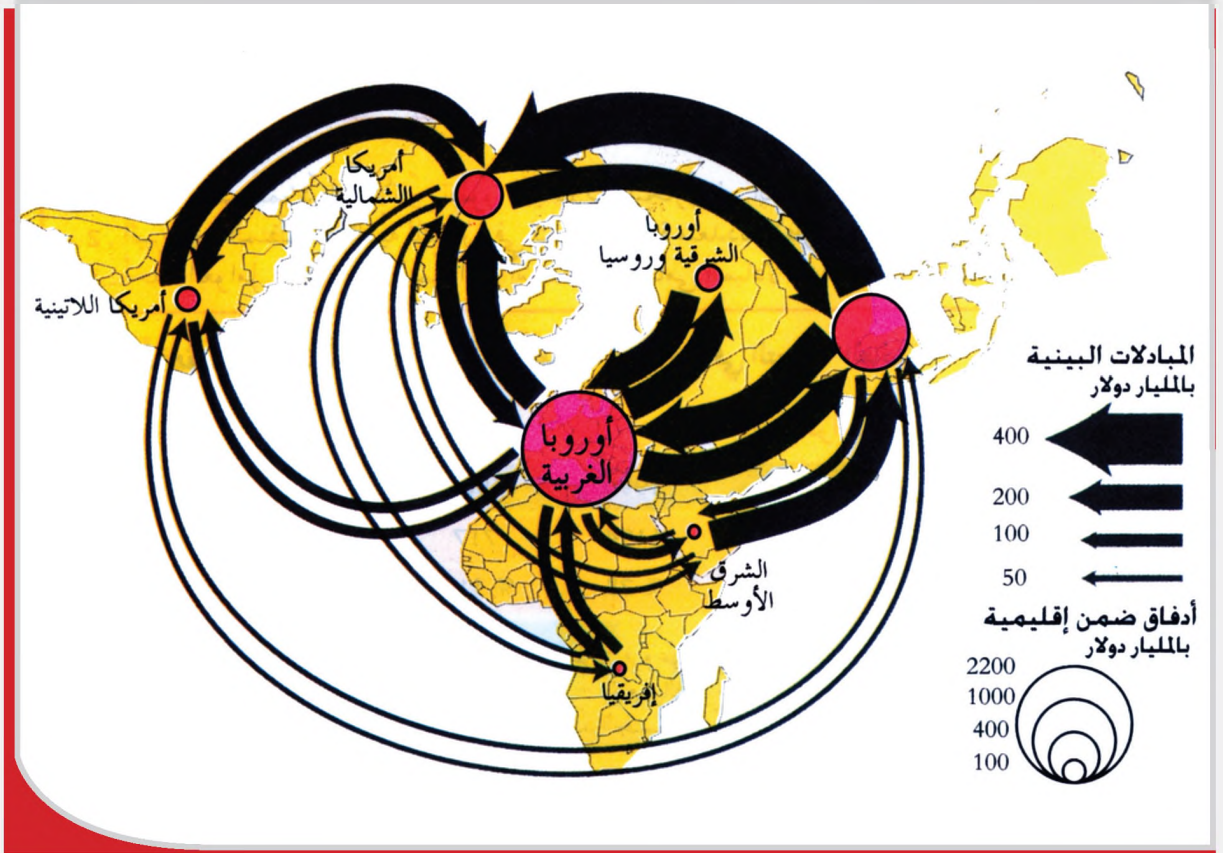 أمريكا
االشمالية
أوروبا
الشرقية وروسيا
أمريكا اللاتينية
أوروبا
الغربية
الشرق
الأوسط
إفريقيا
المبادلات البينية
بالمليار دولار
400
200
100
50
أدفاق ضمن إقليمية
بالمليار دولار
2200
1000
400
100